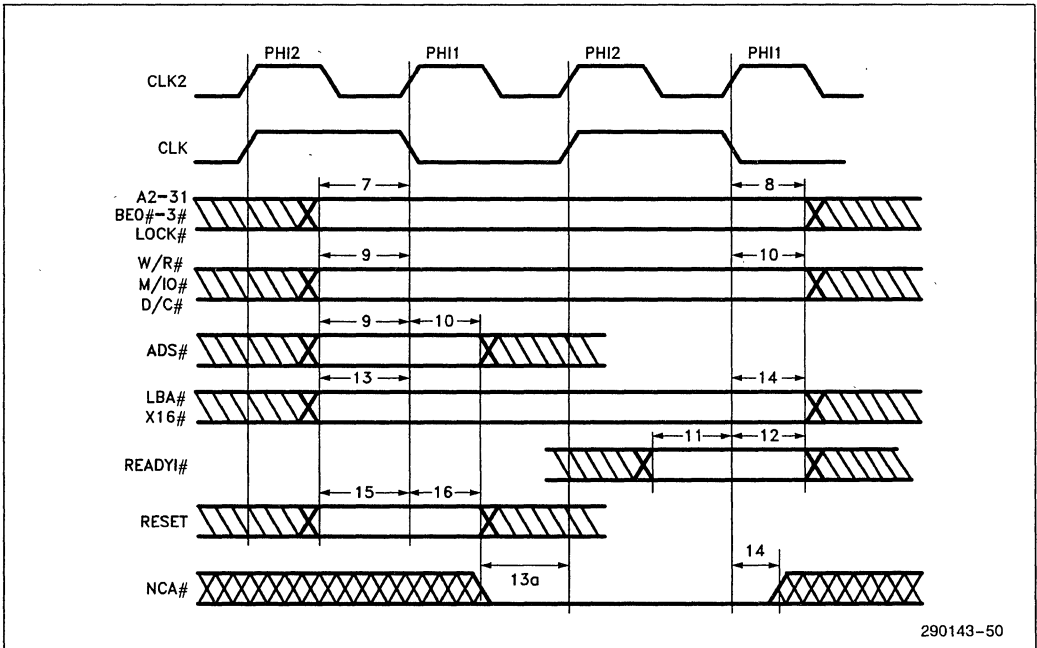 PHI2 PHI1 PHI2 PHI1
CLK2
CLK
7 8
A2-31
BE0#-3#
LOCK#
9 10
W/R#
M/IO#
D/C#
9 10
ADS#
13 14
LBA#
X16#
11 12
READYI#
15 16
RESET
14
13a
NCA#
290143-50